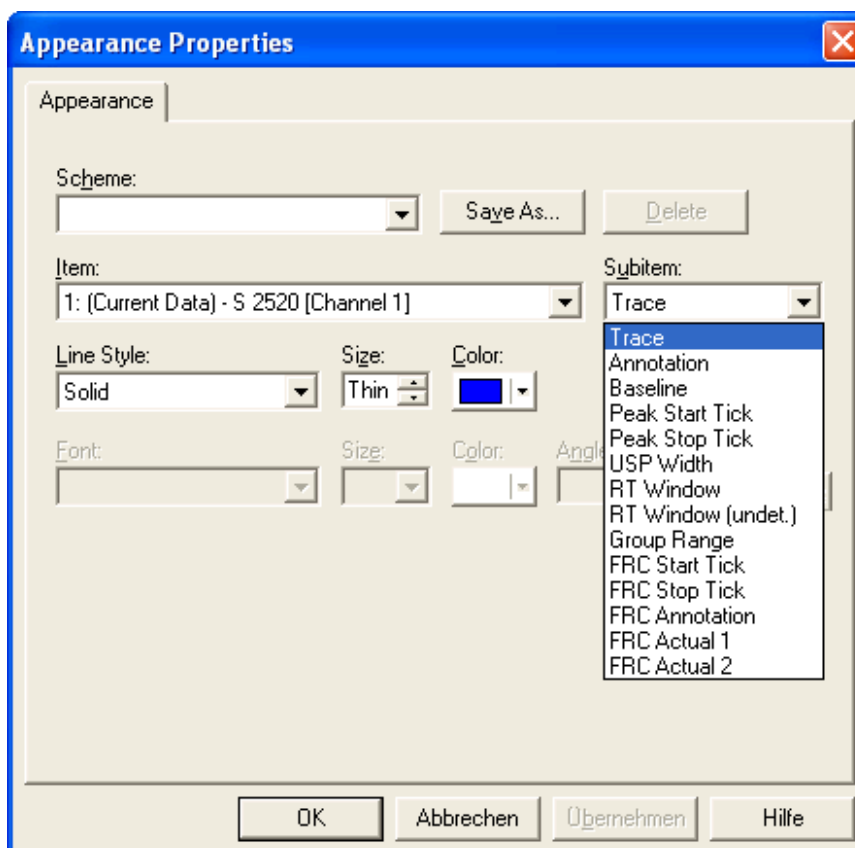 Appearance Properties
Appearance
Scheme:
Save As...
Delete
Item:
Subitem:
1: (Current Data) - S 2520 [Channel 1]
Trace
Line Style:
Size:
Color:
Solid
Thin
Font:
Size:
Color:
Angle
Trace
Annotation
Baseline
Peak Start Tick
Peak Stop Tick
USP Width
RT Window
RT Window (undet.)
Group Range
FRC Start Tick
FRC Stop Tick
FRC Annotation
FRC Actual 1
FRC Actual 2
OK
Abbrechen
Übernehmen
Hilfe